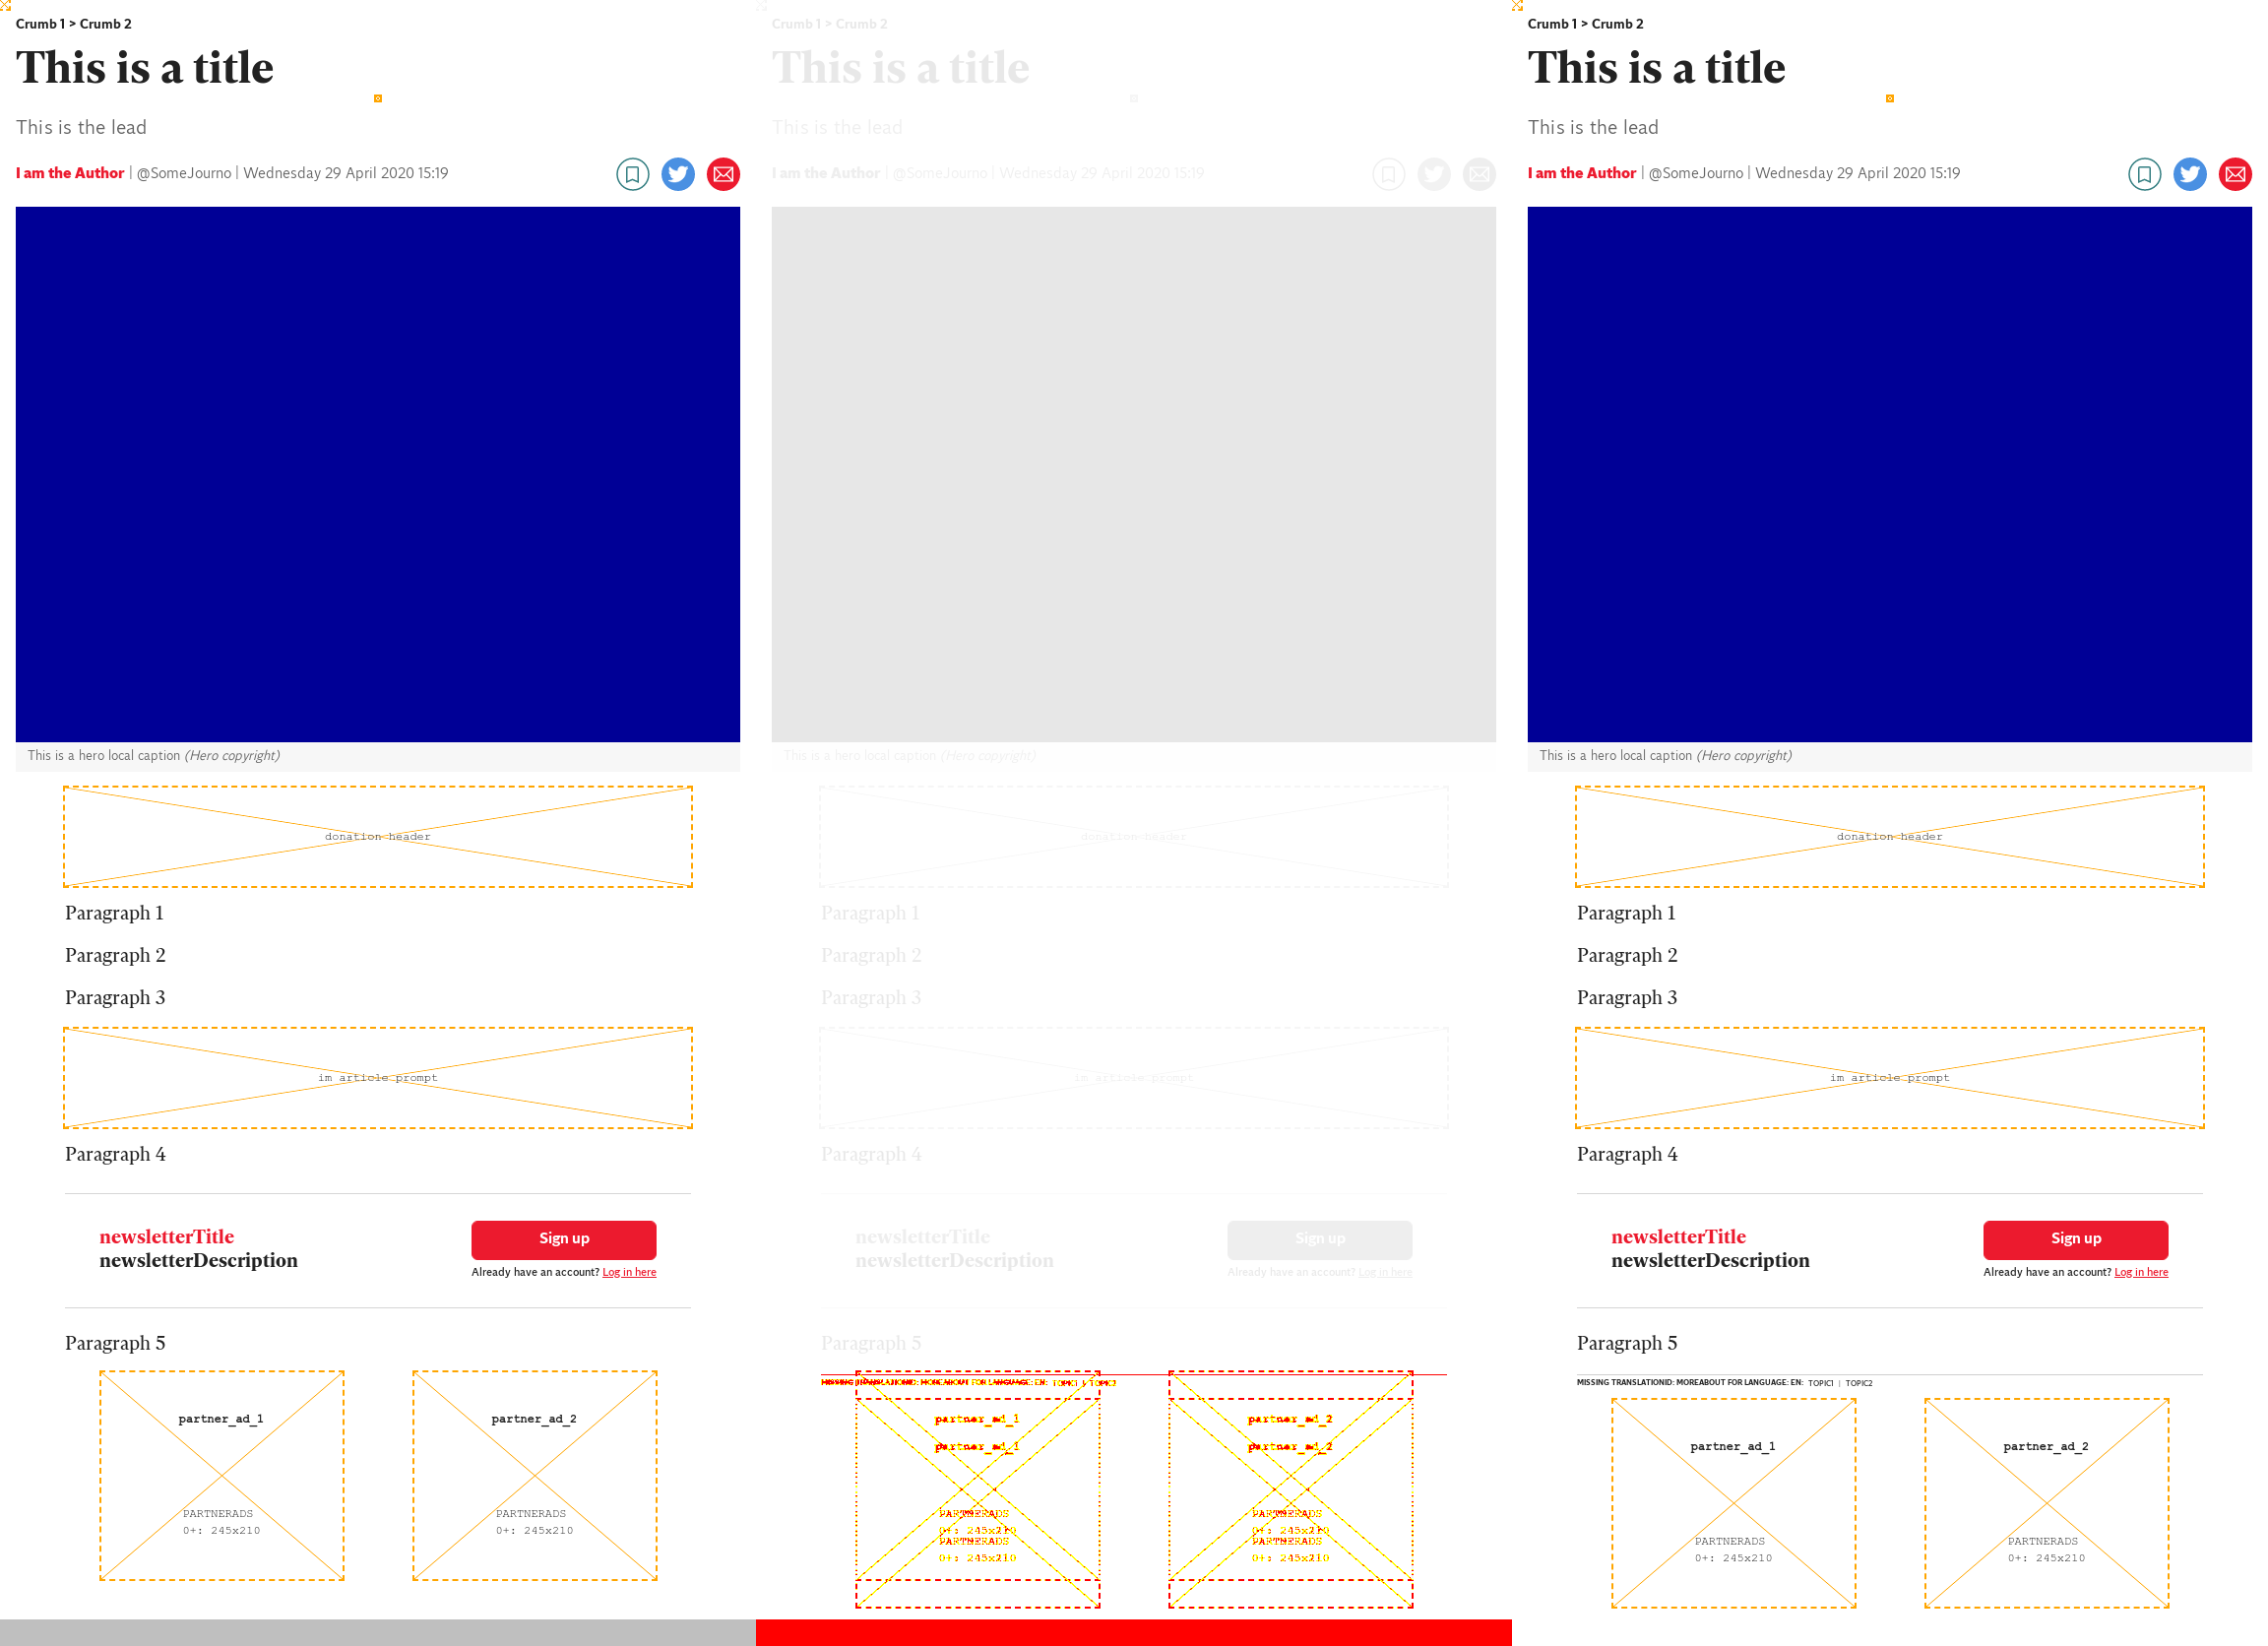 Crumb 1 > Crumb 2
This is a title
This is the lead
I am the Author | @SomeJourno | Wednesday 29 April 2020 15:19
This is a hero local caption (Hero copyright)
donation header
Paragraph 1
Paragraph 2
Paragraph 3
im article prompt
Paragraph 4
newsletterTitle
newsletterDescription
Sign up
Already have an account? Log in here
Paragraph 5
partner_ad_1
PARTNERADS
0+: 245x210
partner_ad_2
PARTNERADS
0+: 245x210
Crumb 1 > Crumb 2
This is a title
This is the lead
I am the Author | @SomeJourno | Wednesday 29 April 2020 15:19
This is a hero local caption (Hero copyright)
donation header
Paragraph 1
Paragraph 2
Paragraph 3
im article prompt
Paragraph 4
newsletterTitle
newsletterDescription
Sign up
Already have an account? Log in here
Paragraph 5
partner_ad_1
partner_ad_1
PARTNERADS
0+: 245x210
PARTNERADS
0+: 245x210
partner_ad_2
partner_ad_2
PARTNERADS
0+: 245x210
PARTNERADS
0+: 245x210
Crumb 1 > Crumb 2
This is a title
This is the lead
I am the Author | @SomeJourno | Wednesday 29 April 2020 15:19
This is a hero local caption (Hero copyright)
donation header
Paragraph 1
Paragraph 2
Paragraph 3
im article prompt
Paragraph 4
newsletterTitle
newsletterDescription
Sign up
Already have an account? Log in here
Paragraph 5
MISSING TRANSLATIONID: MOREABOUT FOR LANGUAGE: EN: TOPIC1 | TOPIC2
partner_ad_1
PARTNERADS
0+: 245x210
partner_ad_2
PARTNERADS
0+: 245x210